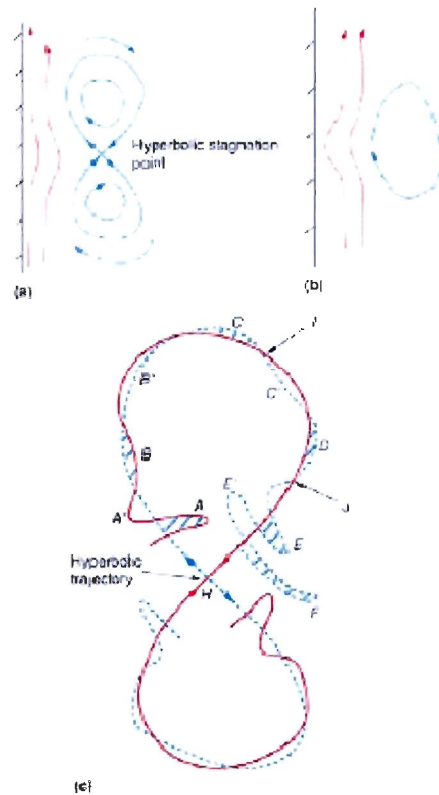 Hyperbolic stagnation
point
(a)
(b)
C
B'
C
B
D
A
A'
E
E
J
Hyperbolic
trajectory
H
F
(c)